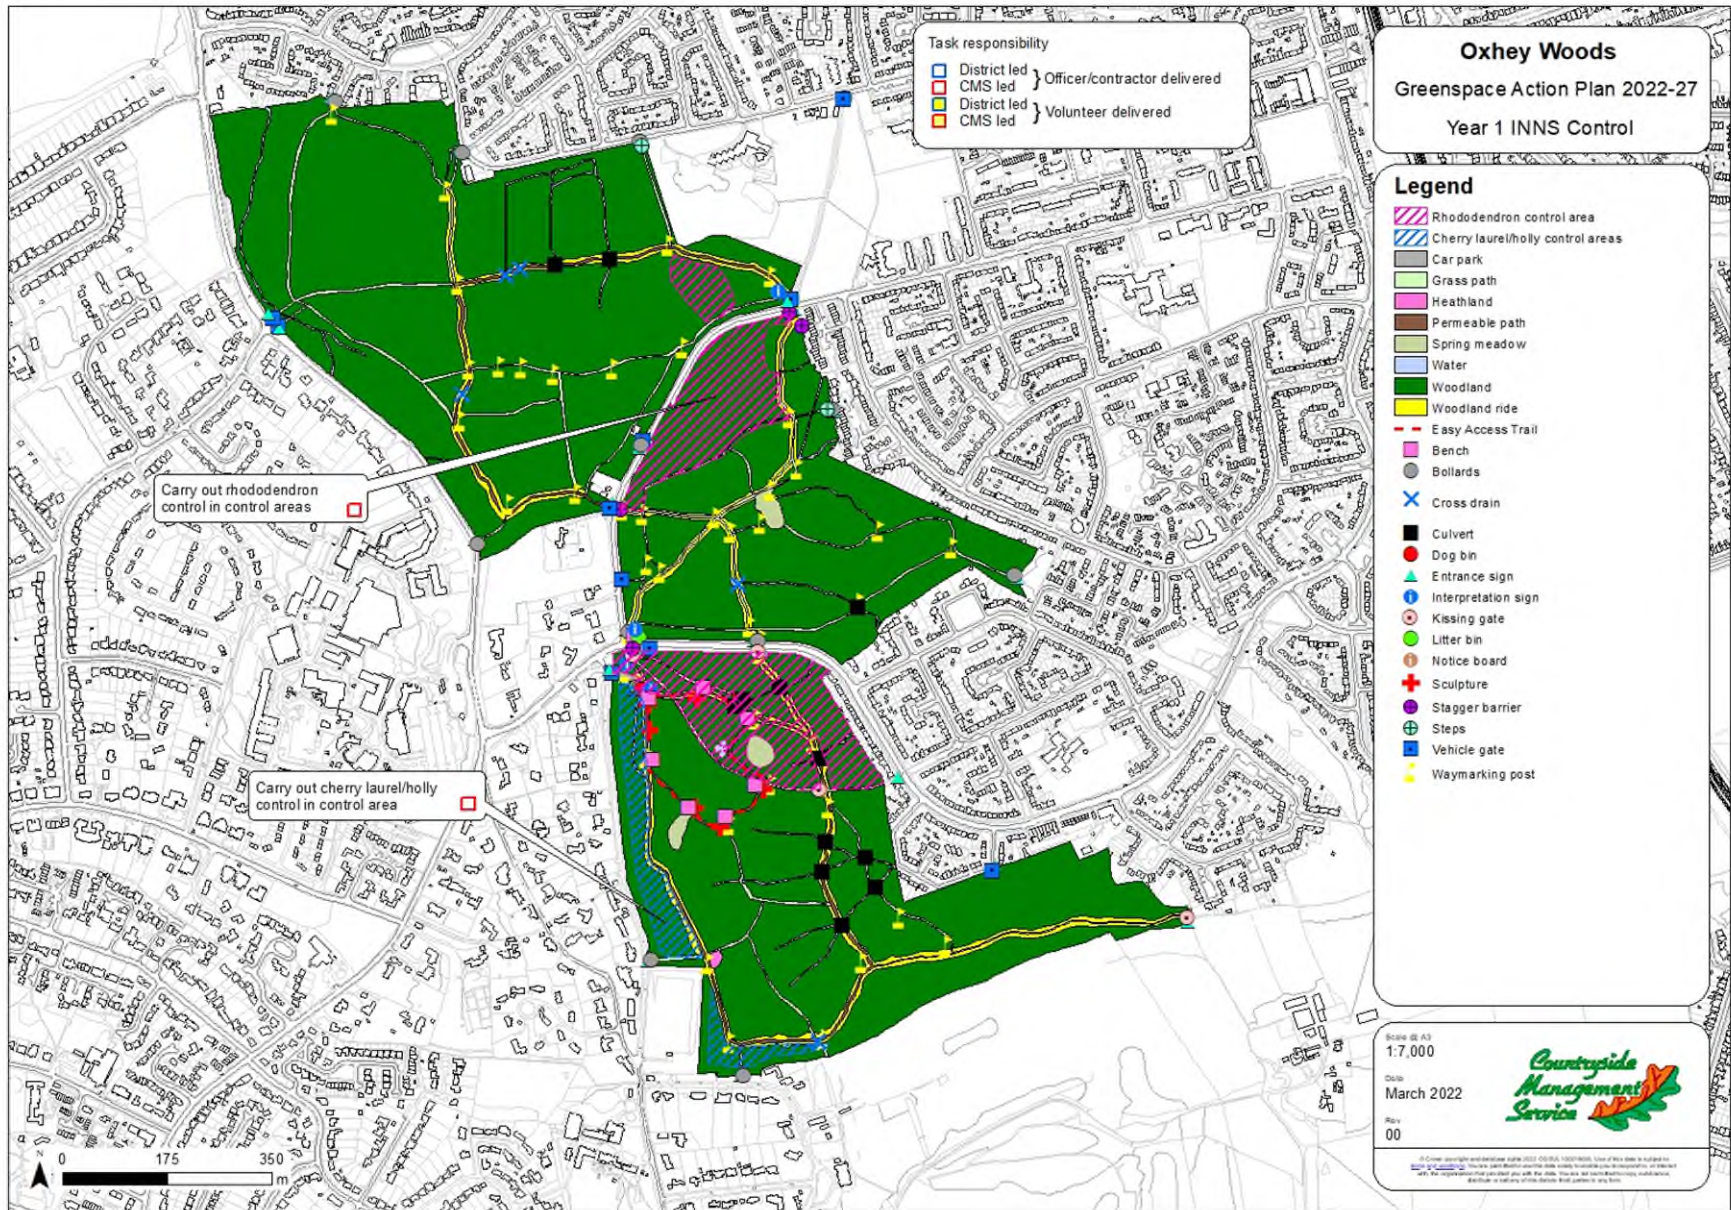 Task responsibility
District led
CMS led
Officer/contractor delivered
District led
CMS led
Volunteer delivered
Oxhey Woods
Greenspace Action Plan 2022-27
Year 1 INNS Control
Legend
Rhododendron control area
Cherry laurel/holly control areas
Car park
Grass path
Heathland
Permeable path
Spring meadow
Water
Woodland
Woodland ride
Easy Access Trail
Bench
Bollards
Cross drain
Culvert
Dog bin
Entrance sign
Interpretation sign
Kissing gate
Litter bin
Notice board
Sculpture
Stagger barrier
Steps
Vehicle gate
Waymarking post
Carry out rhododendron
control in control areas
Carry out cherry laurel/holly
control in control area
Scale @ A3
1:7,000
Date
March 2022
Rev
00
Countryside
Management
Service
N
0 175 350
m